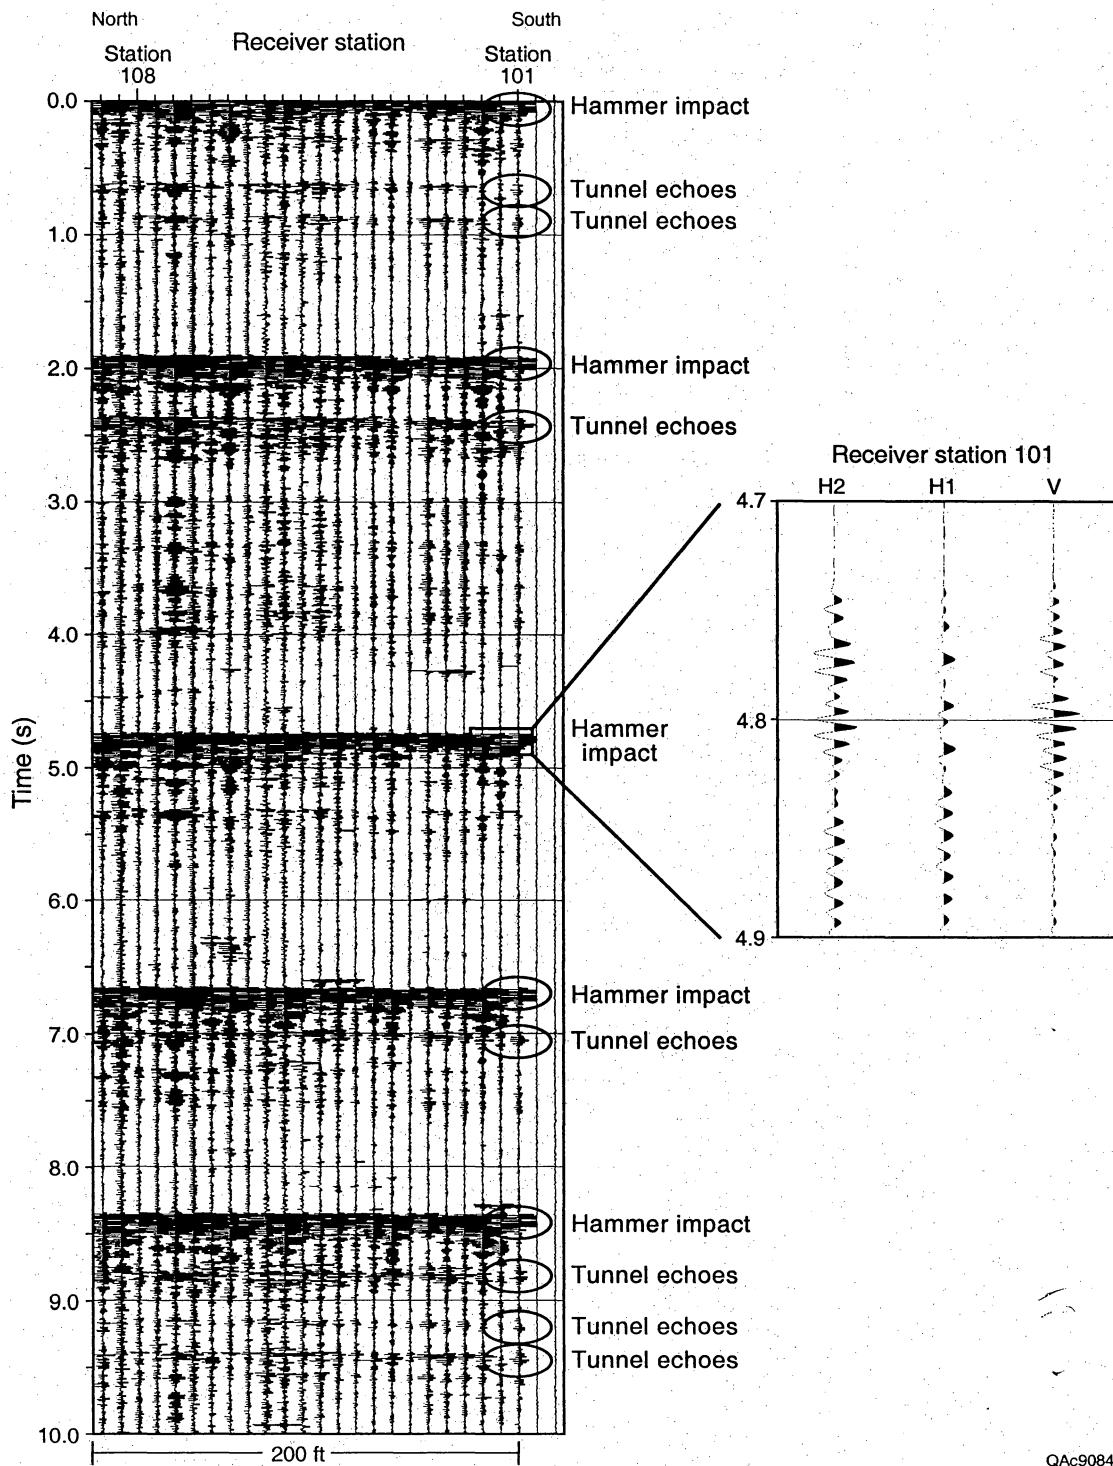 North
South
Receiver station
Station
108
Station
101
0.0
Hammer impact
Tunnel echoes
Tunnel echoes
1.0
2.0
Hammer impact
Tunnel echoes
3.0
4.0
Hammer
impact
5.0
6.0
Hammer impact
7.0
Tunnel echoes
8.0
Hammer impact
Tunnel echoes
9.0
Tunnel echoes
Tunnel echoes
10.0
Time (s)
200 ft
Receiver station 101
H2 H1 V
4.7
4.8
4.9
QAc9084